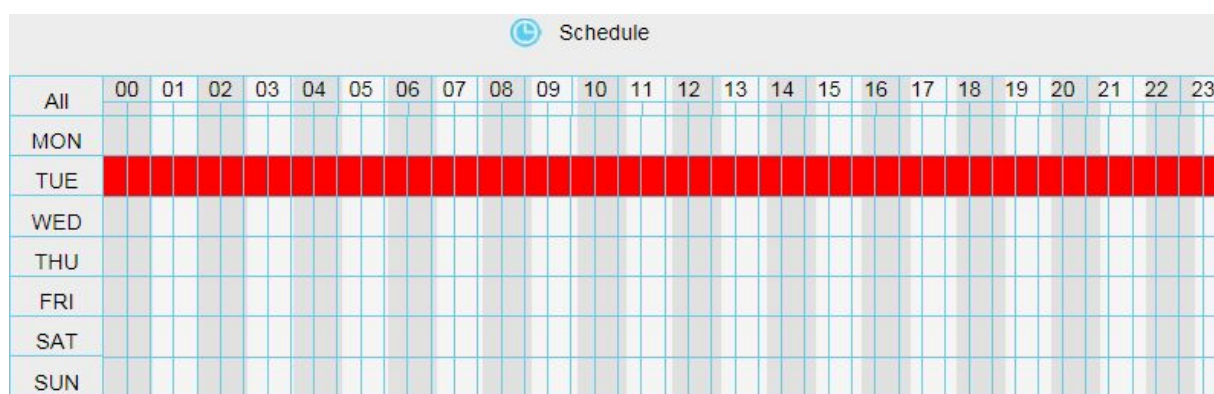 Schedule
All 00 01 02 03 04 05 06 07 08 09 10 11 12 13 14 15 16 17 18 19 20 21 22 23
MON
TUE
WED
THU
FRI
SAT
SUN